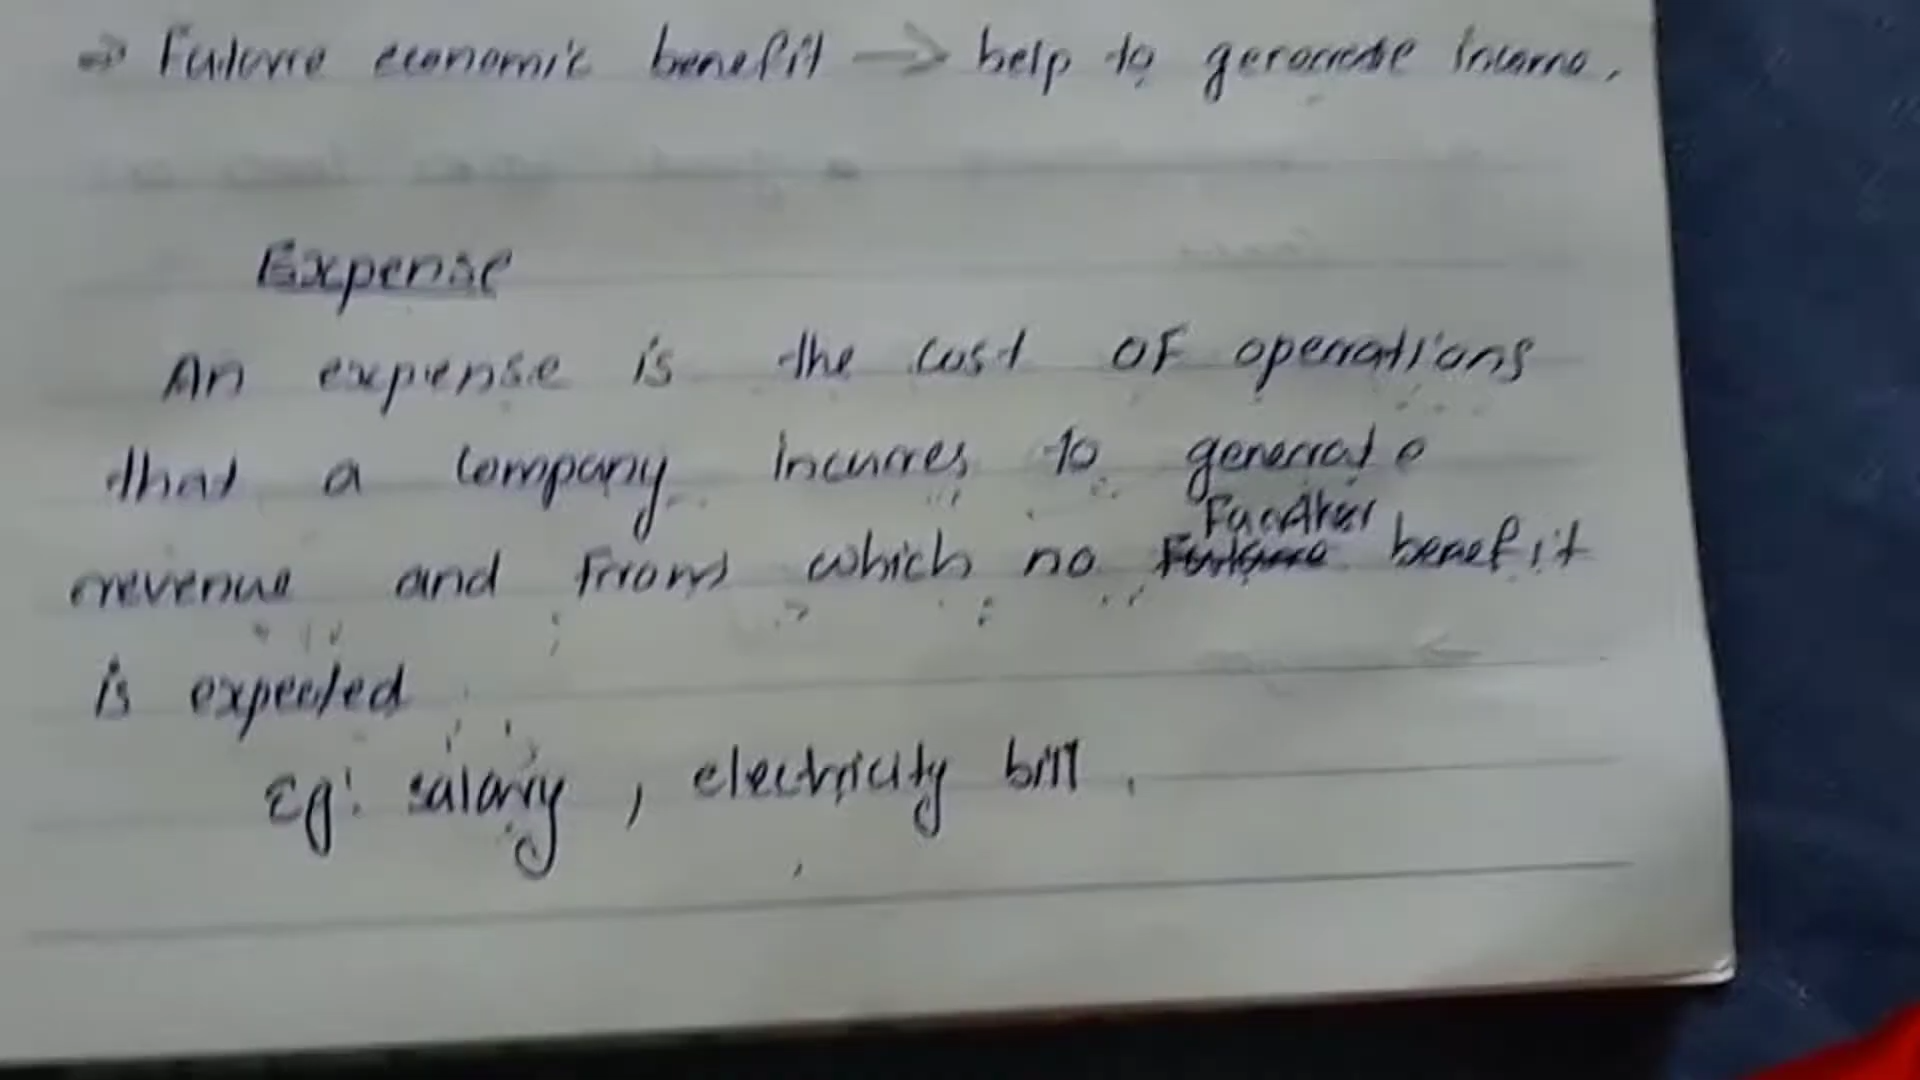 ⇒ Future economic benefit → help to generate income.
Expense
An expense is the cost of operations
that a company incurres to generate
Further
revenue and from which no Future benefit
is expected
Eg: salary, electricity bill.